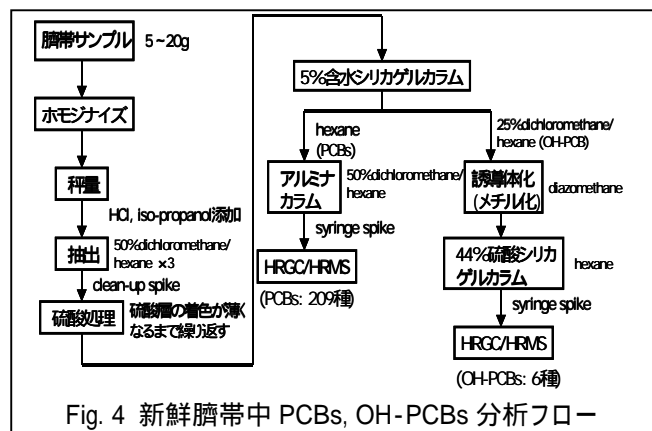 臍帯サンプル 5~20g
ホモジナイズ
秤量
HCl, iso-propanol添加
抽出 50%dichloromethane/
hexane ×3
clean-up spike
硫酸処理 硫酸層の着色が薄く
なるまで繰り返す
5%含水シリカゲルカラム
hexane
(PCBs)
アルミナ
カラム
50%dichloromethane/
hexane
syringe spike
HRGC/HRMS
(PCBs: 209種)
25%dichloromethane/
hexane (OH-PCB)
誘導体化
(メチル化)
diazomethane
44%硫酸シリカ
ゲルカラム
hexane
syringe spike
HRGC/HRMS
(OH-PCBs: 6種)
Fig. 4 新鮮臍帯中 PCBs, OH-PCBs 分析フロー